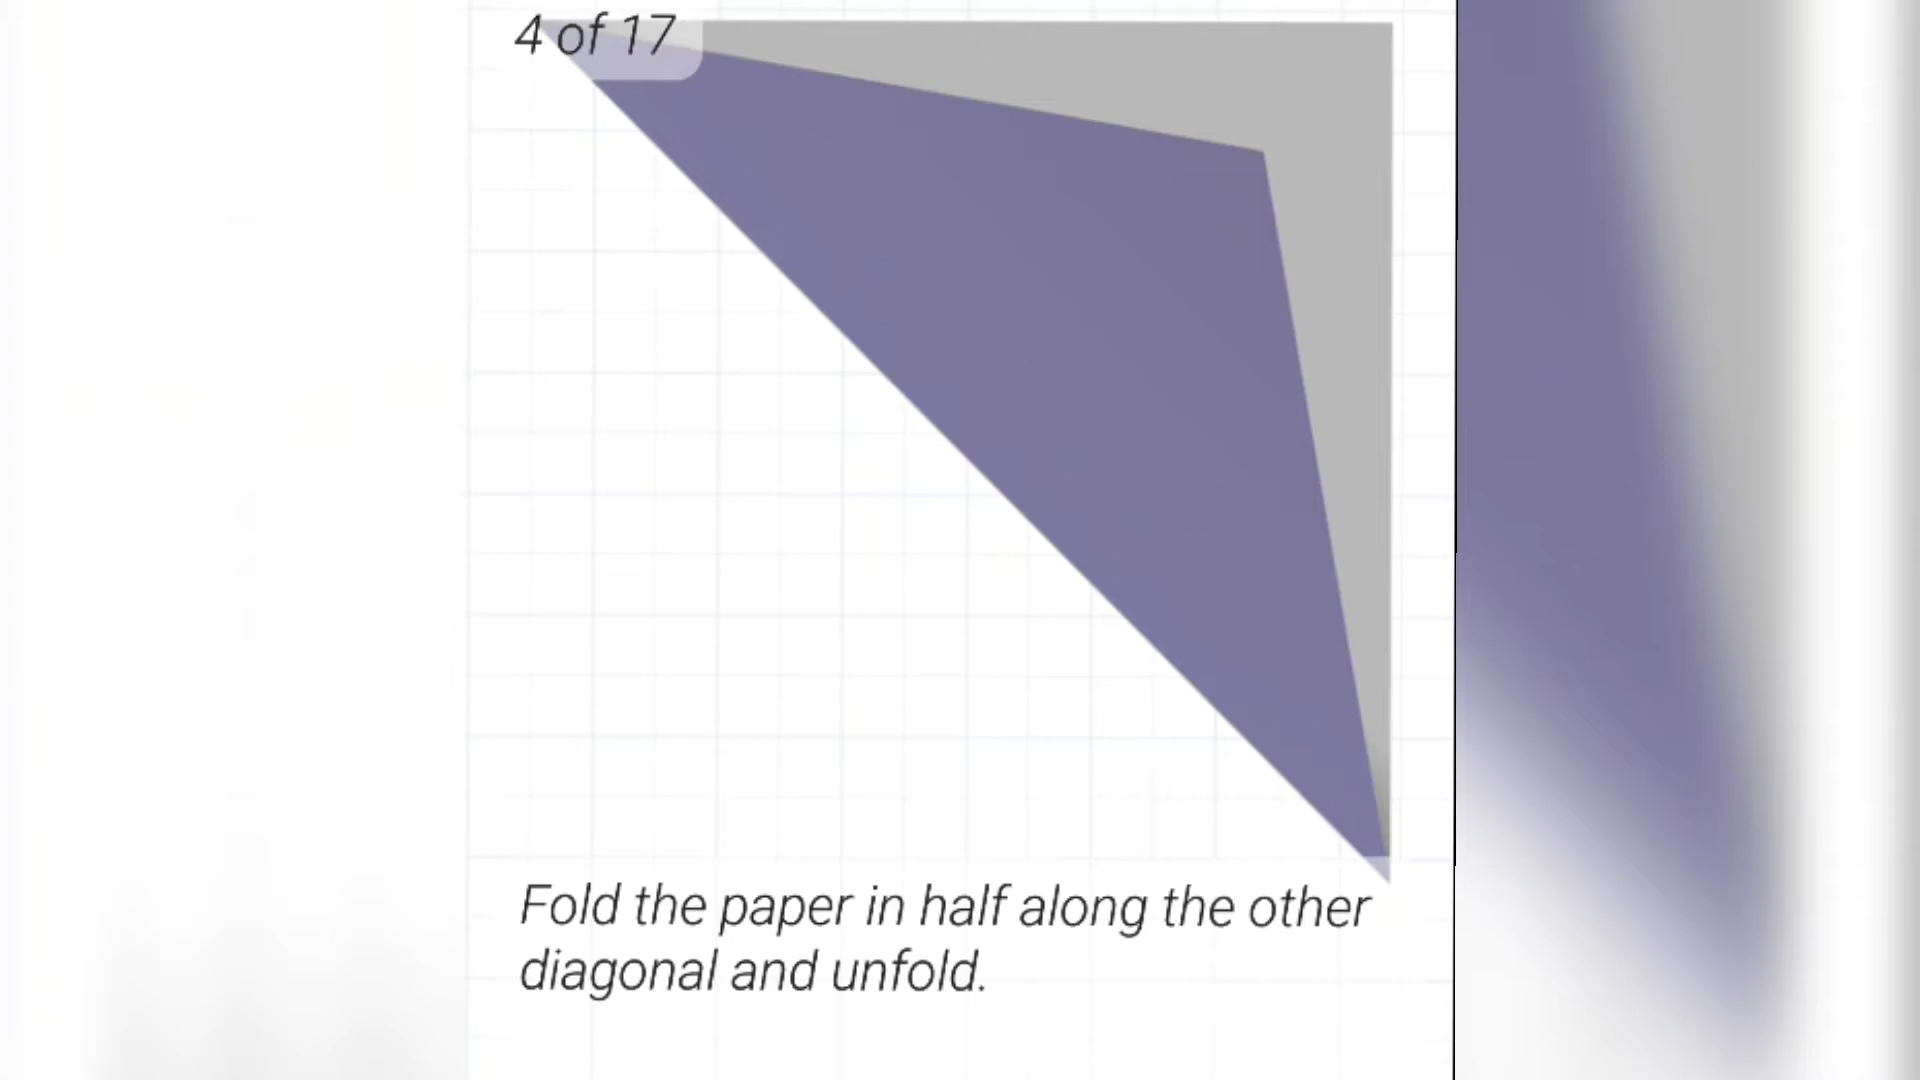 4 of 17
Fold the paper in half along the other
diagonal and unfold.